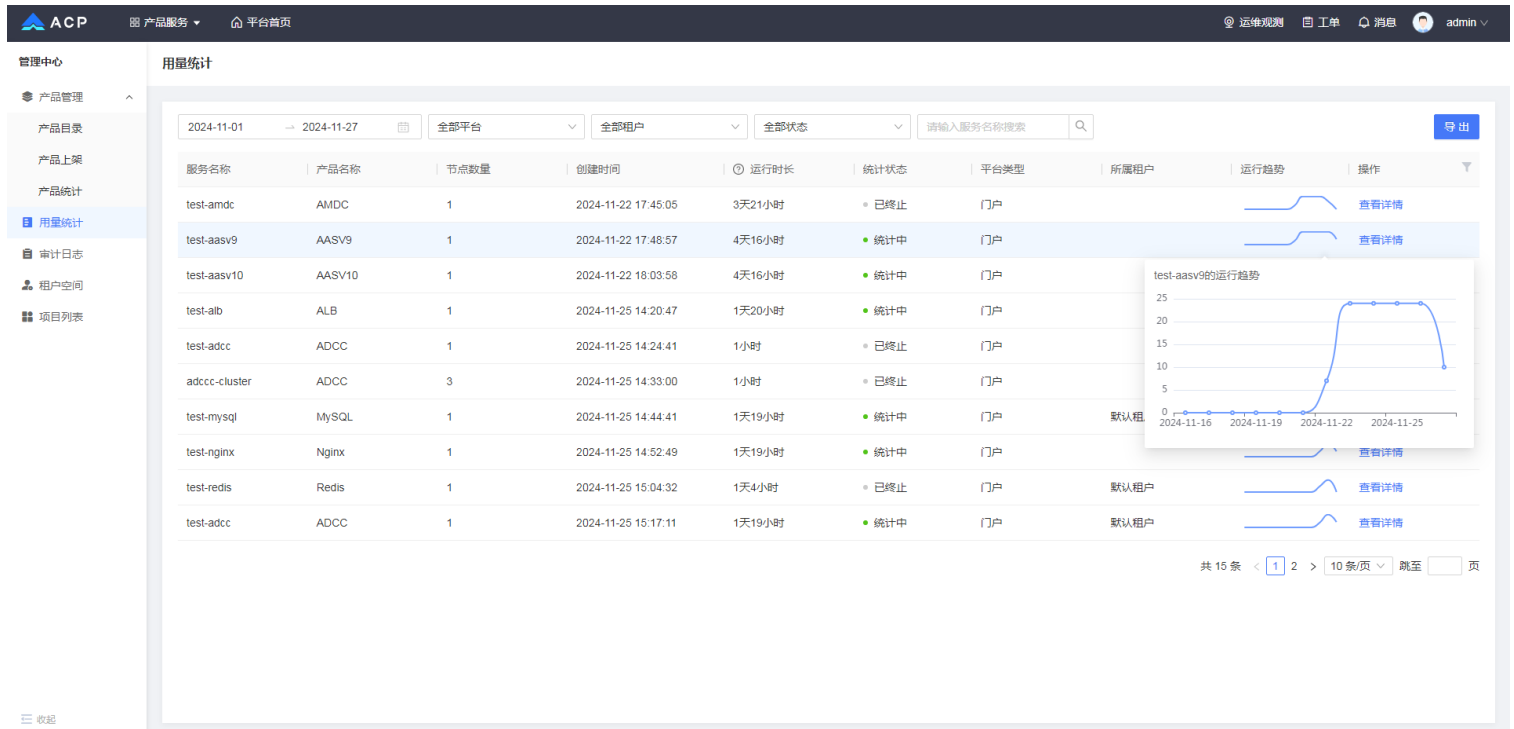 ACP 产品服务 平台首页 运维观测 工单 消息 admin
管理中心
产品管理
产品目录
产品上架
产品统计
用量统计
审计日志
租户空间
项目列表
收起
用量统计
2024-11-01 → 2024-11-27 全部平台 全部租户 全部状态 请输入服务名称搜索 导出
服务名称 产品名称 节点数量 创建时间 运行时长 统计状态 平台类型 所属租户 运行趋势 操作
test-amdc AMDC 1 2024-11-22 17:45:05 3天21小时 已终止 门户 查看详情
test-aasv9 AASV9 1 2024-11-22 17:48:57 4天16小时 统计中 门户 查看详情
test-aasv10 AASV10 1 2024-11-22 18:03:58 4天16小时 统计中 门户
test-alb ALB 1 2024-11-25 14:20:47 1天20小时 统计中 门户
test-adcc ADCC 1 2024-11-25 14:24:41 1小时 已终止 门户
adccc-cluster ADCC 3 2024-11-25 14:33:00 1小时 已终止 门户
test-mysql MySQL 1 2024-11-25 14:44:41 1天19小时 统计中 门户 默认租
test-nginx Nginx 1 2024-11-25 14:52:49 1天19小时 统计中 门户 查看详情
test-redis Redis 1 2024-11-25 15:04:32 1天4小时 已终止 门户 默认租户 查看详情
test-adcc ADCC 1 2024-11-25 15:17:11 1天19小时 统计中 门户 默认租户 查看详情
test-aasv9的运行趋势
25
20
15
10
5
0
2024-11-16 2024-11-19 2024-11-22 2024-11-25
共 15 条 < 1 2 > 10 条/页 跳至 页